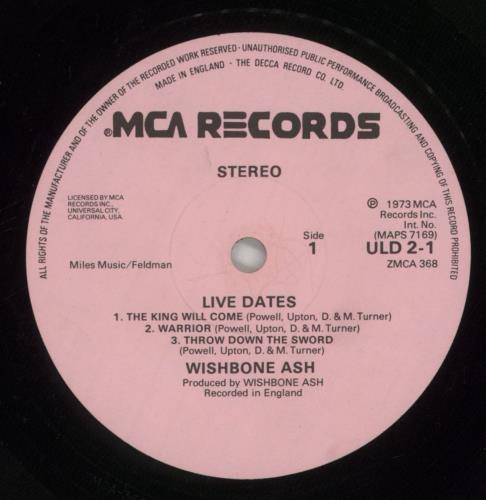 ALL RIGHTS OF THE MANUFACTURER AND OF THE OWNER OF THE RECORDED WORK RESERVED · UNAUTHORISED PUBLIC PERFORMANCE BROADCASTING AND COPYING OF THIS RECORD PROHIBITED
MADE IN ENGLAND · THE DECCA RECORD CO. LTD.
®MCA RECORDS
STEREO
LICENSED BY MCA
RECORDS INC.,
UNIVERSAL CITY,
CALIFORNIA, USA.
Miles Music/Feldman
Side
1
℗ 1973 MCA
Records Inc.
Int. No.
(MAPS 7169)
ULD 2-1
ZMCA 368
LIVE DATES
1. THE KING WILL COME (Powell, Upton, D. & M. Turner)
2. WARRIOR (Powell, Upton, D. & M. Turner)
3. THROW DOWN THE SWORD
(Powell, Upton, D. & M. Turner)
WISHBONE ASH
Produced by WISHBONE ASH
Recorded in England